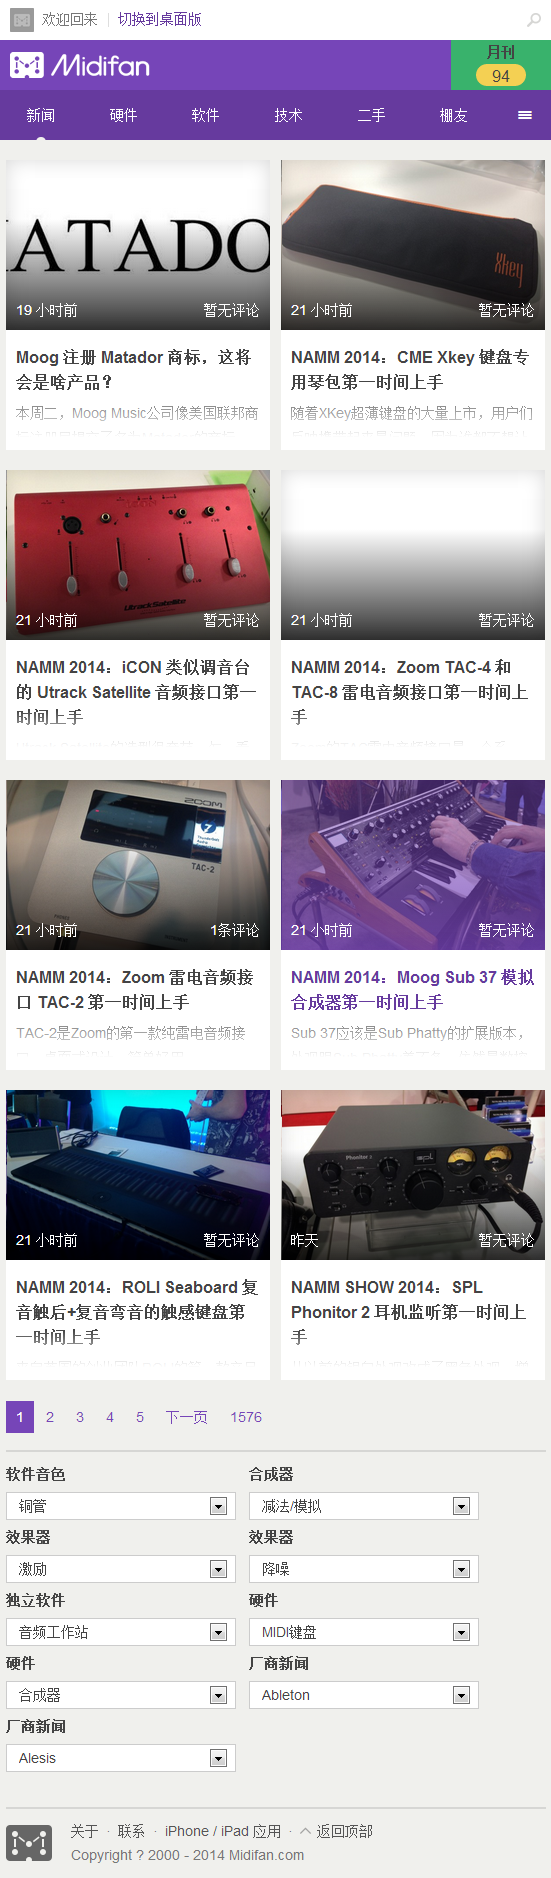 欢迎回来 切换到桌面版
Midifan
月刊
94
新闻 硬件 软件 技术 二手 棚友
MATADO
19 小时前 暂无评论
Moog 注册 Matador 商标，这将
会是啥产品？
本周二，Moog Music公司像美国联邦商
Xkey
21 小时前 暂无评论
NAMM 2014：CME Xkey 键盘专
用琴包第一时间上手
随着XKey超薄键盘的大量上市，用户们
Utrack Satellite
21 小时前 暂无评论
NAMM 2014：iCON 类似调音台
的 Utrack Satellite 音频接口第一
时间上手
21 小时前 暂无评论
NAMM 2014：Zoom TAC-4 和
TAC-8 雷电音频接口第一时间上
手
ZOOM
TAC-2
21 小时前 1条评论
NAMM 2014：Zoom 雷电音频接
口 TAC-2 第一时间上手
TAC-2是Zoom的第一款纯雷电音频接
21 小时前 暂无评论
NAMM 2014：Moog Sub 37 模拟
合成器第一时间上手
Sub 37应该是Sub Phatty的扩展版本，
21 小时前 暂无评论
NAMM 2014：ROLI Seaboard 复
音触后+复音弯音的触感键盘第
一时间上手
Phonitor 2
spl
昨天 暂无评论
NAMM SHOW 2014：SPL
Phonitor 2 耳机监听第一时间上
手
1 2 3 4 5 下一页 1576
软件音色 合成器
铜管 减法/模拟
效果器 效果器
激励 降噪
独立软件 硬件
音频工作站 MIDI键盘
硬件 厂商新闻
合成器 Ableton
厂商新闻
Alesis
关于 · 联系 · iPhone / iPad 应用 · 返回顶部
Copyright ? 2000 - 2014 Midifan.com